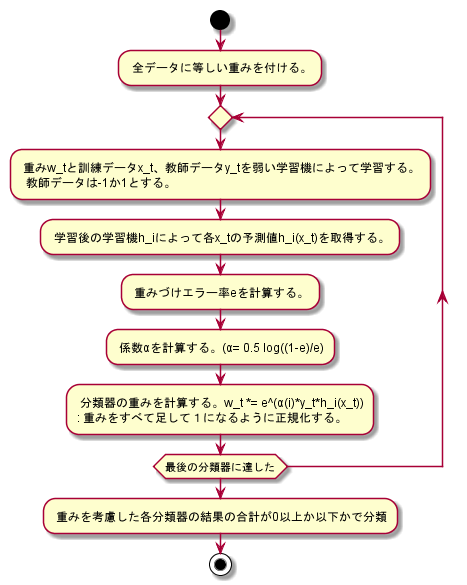 全データに等しい重みを付ける。
重みw_tと訓練データx_t、教師データy_tを弱い学習機によって学習する。
教師データは-1か1とする。
学習後の学習機h_iによって各x_tの予測値h_i(x_t)を取得する。
重みづけエラー率eを計算する。
係数αを計算する。(α= 0.5 log((1-e)/e)
分類器の重みを計算する。w_t *= e^(α(i)*y_t*h_i(x_t))
: 重みをすべて足して１になるように正規化する。
最後の分類器に達した
重みを考慮した各分類器の結果の合計が0以上か以下かで分類